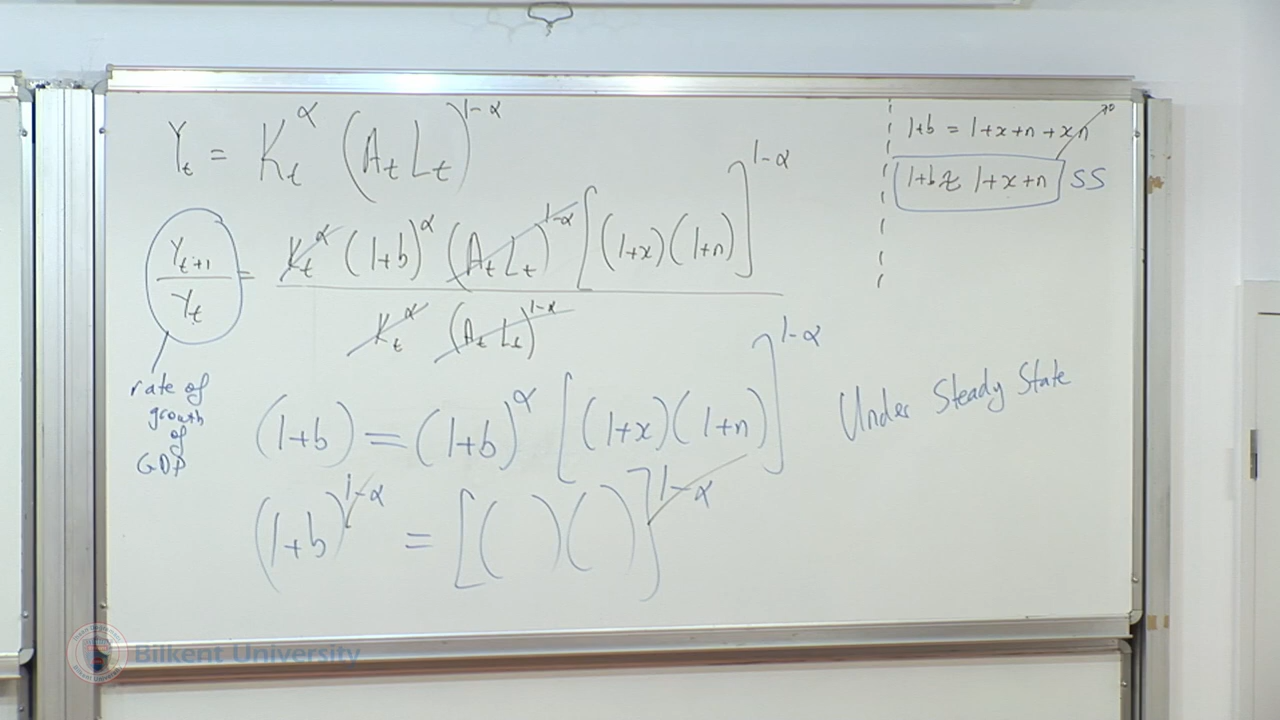 Y_t = K_t^α (A_t L_t)^{1-α}
Y_{t+1} / Y_t = K_t^α (1+b)^α (A_t L_t)^{1-α} [(1+x)(1+n)]^{1-α} / K_t^α (A_t L_t)^{1-α}
rate of
growth
of
GDP
(1+b) = (1+b)^α [(1+x)(1+n)]^{1-α}
Under Steady State
(1+b)^{1-α} = [( )( )]^{1-α}
1+b = 1+x+n+xn
1+b ≈ 1+x+n SS
Bilkent University